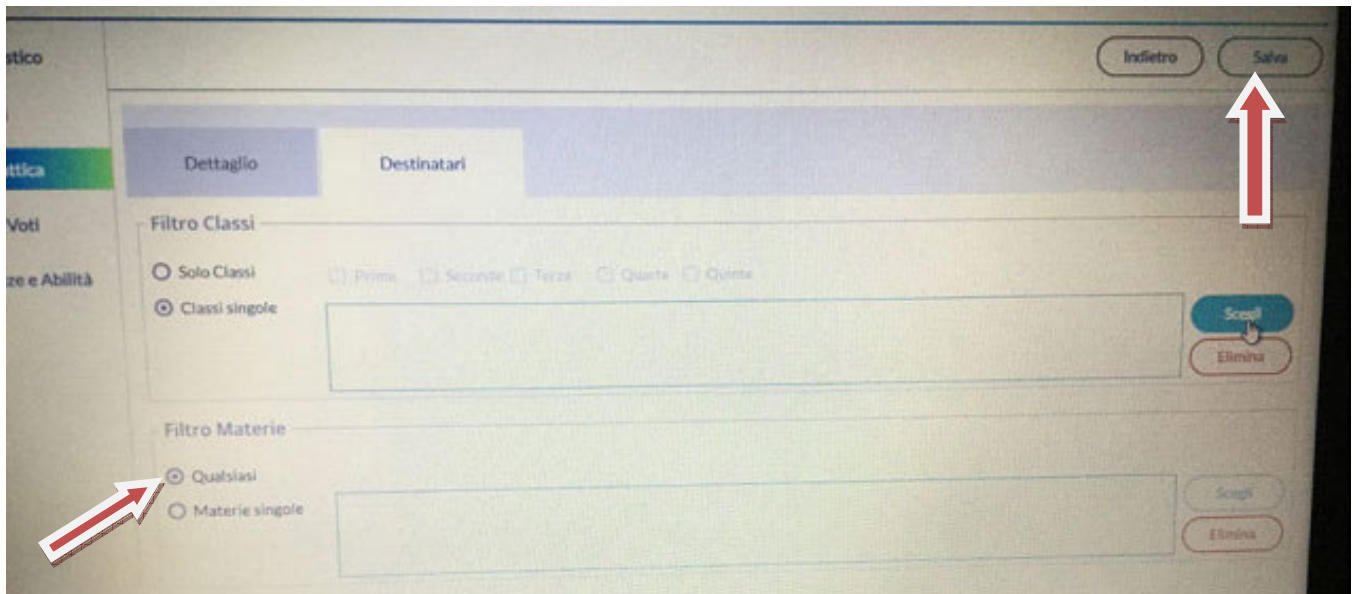 stico
Indietro
Salva
ttica
Dettaglio
Destinatari
Voti
Filtro Classi
ze e Abilità
Solo Classi
Prime Seconde Terze Quarte Quinte
Classi singole
Scegli
Elimina
Filtro Materie
Qualsiasi
Materie singole
Scegli
Elimina